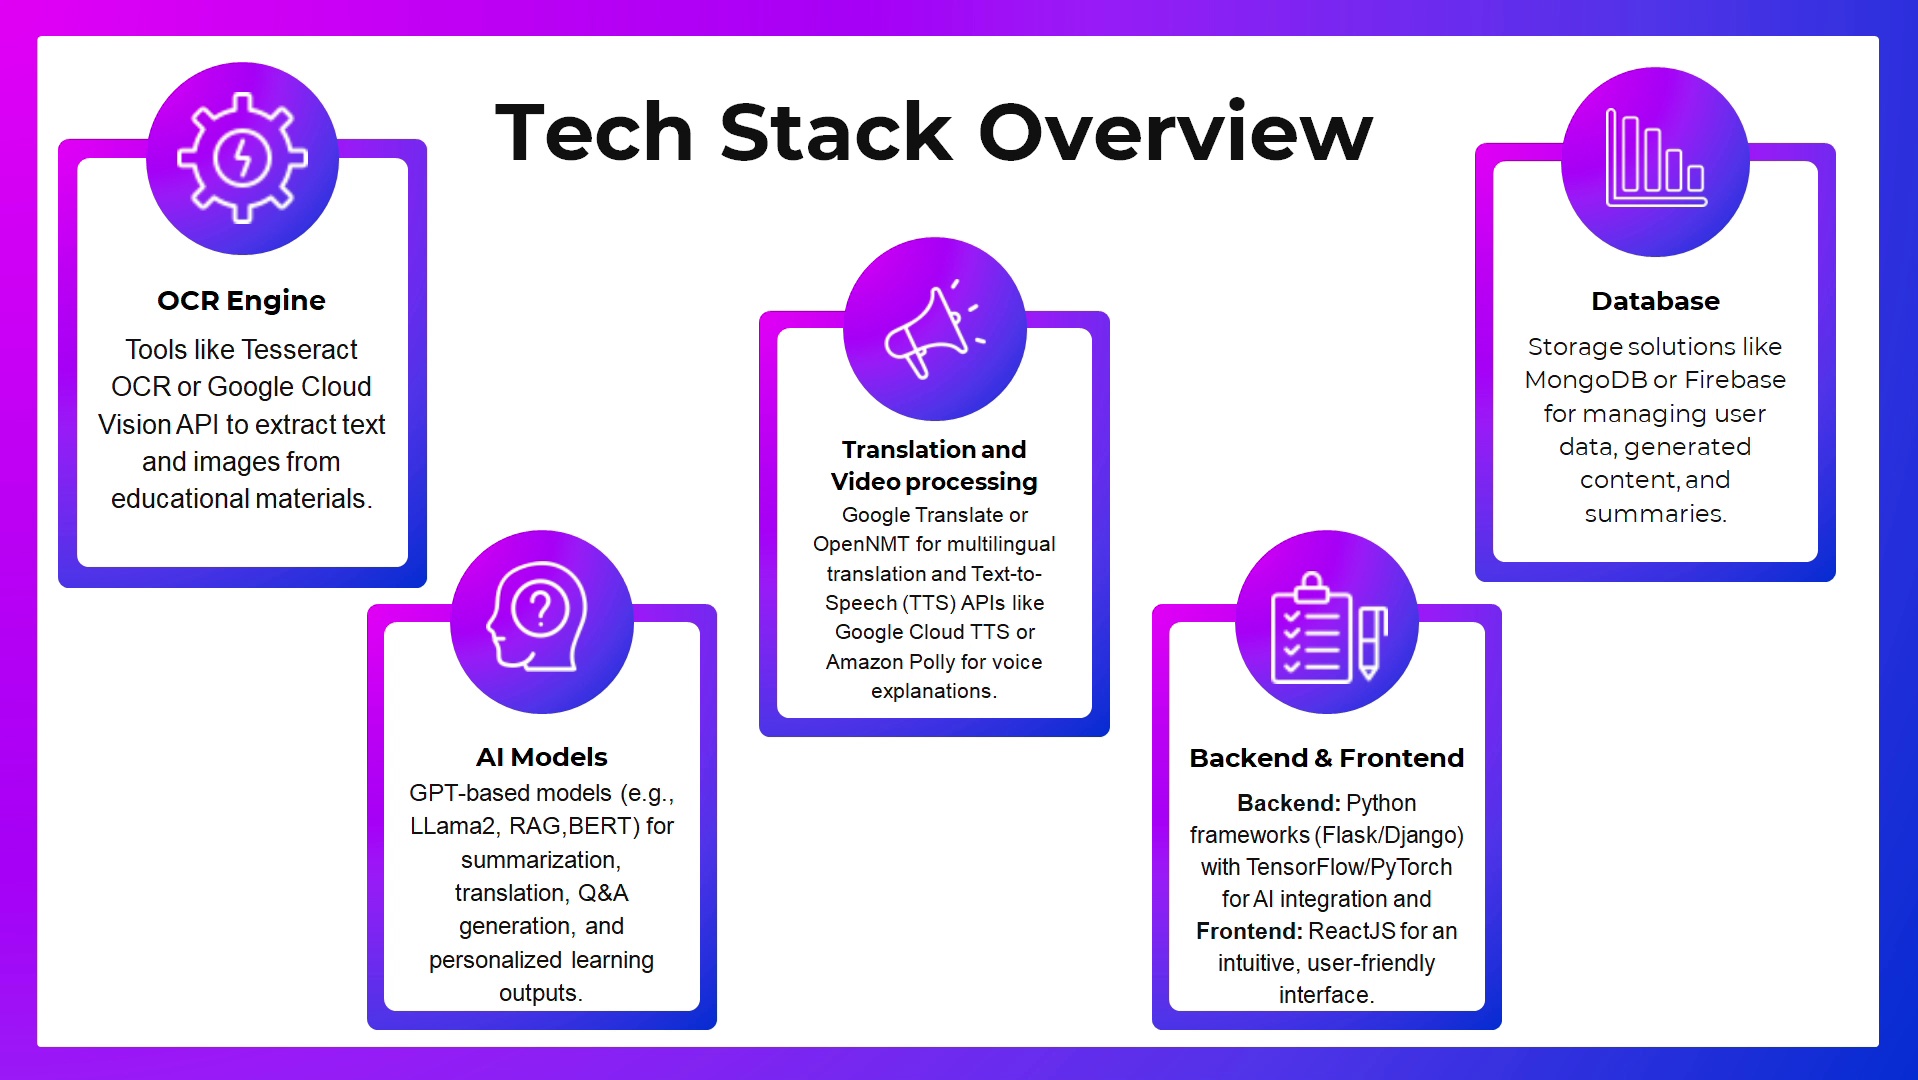 Tech Stack Overview
OCR Engine
Tools like Tesseract
OCR or Google Cloud
Vision API to extract text
and images from
educational materials.
AI Models
GPT-based models (e.g.,
LLama2, RAG,BERT) for
summarization,
translation, Q&A
generation, and
personalized learning
outputs.
Translation and
Video processing
Google Translate or
OpenNMT for multilingual
translation and Text-to-
Speech (TTS) APIs like
Google Cloud TTS or
Amazon Polly for voice
explanations.
Backend & Frontend
Backend: Python
frameworks (Flask/Django)
with TensorFlow/PyTorch
for AI integration and
Frontend: ReactJS for an
intuitive, user-friendly
interface.
Database
Storage solutions like
MongoDB or Firebase
for managing user
data, generated
content, and
summaries.